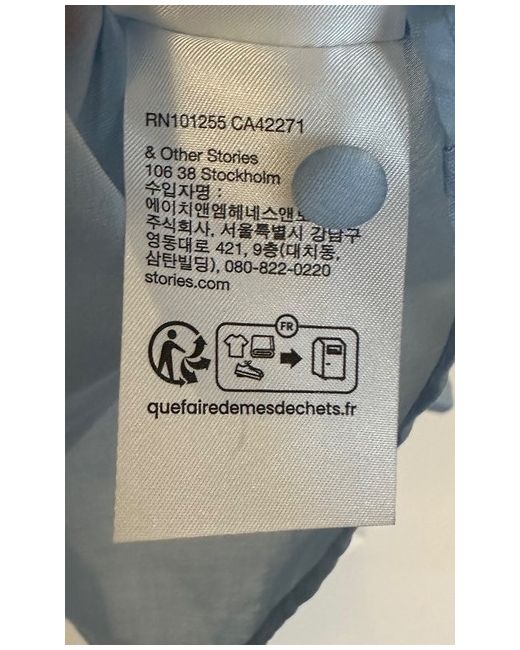 RN101255 CA42271
& Other Stories
106 38 Stockholm
수입자명 :
에이치앤엠헤네스앤
주식회사, 서울특별시 강남구
영동대로 421, 9층(대치동,
삼탄빌딩), 080-822-0220
stories.com
FR
quefairedemesdechets.fr